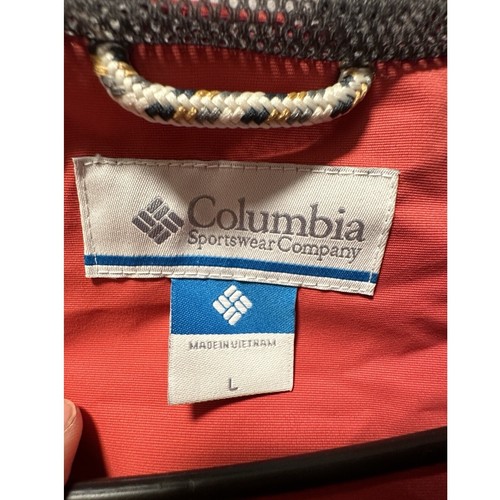 Columbia
Sportswear Company
MADE IN VIETNAM
L